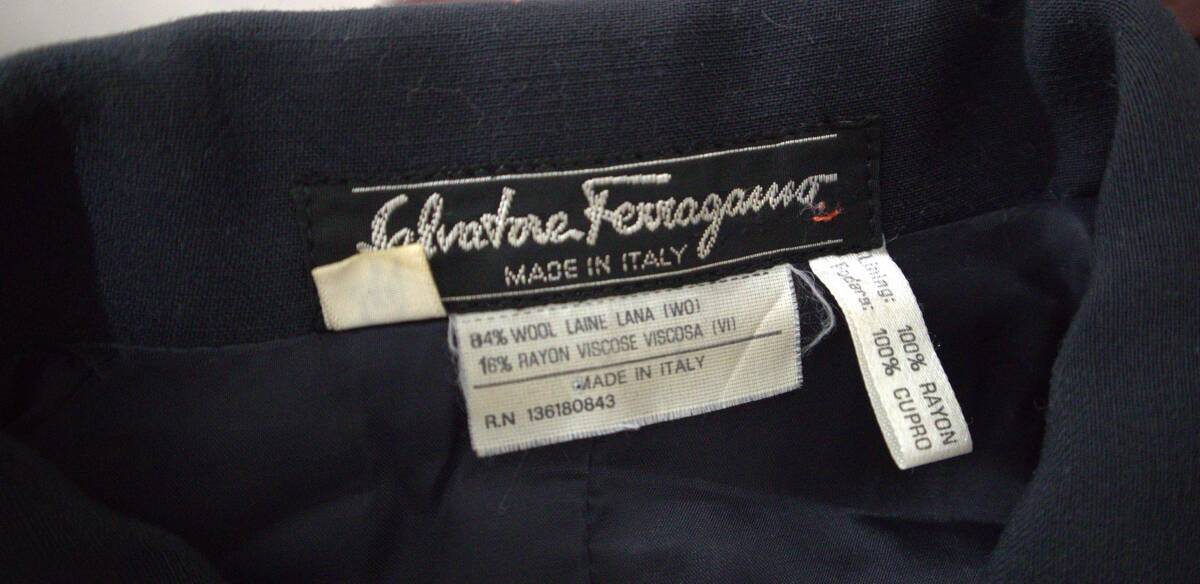 Salvatore Ferragamo
MADE IN ITALY
84% WOOL LAINE LANA (WO)
16% RAYON VISCOSE VISCOSA (VI)
MADE IN ITALY
R.N 136180843
Lining: 100% RAYON
Fodera: 100% CUPRO